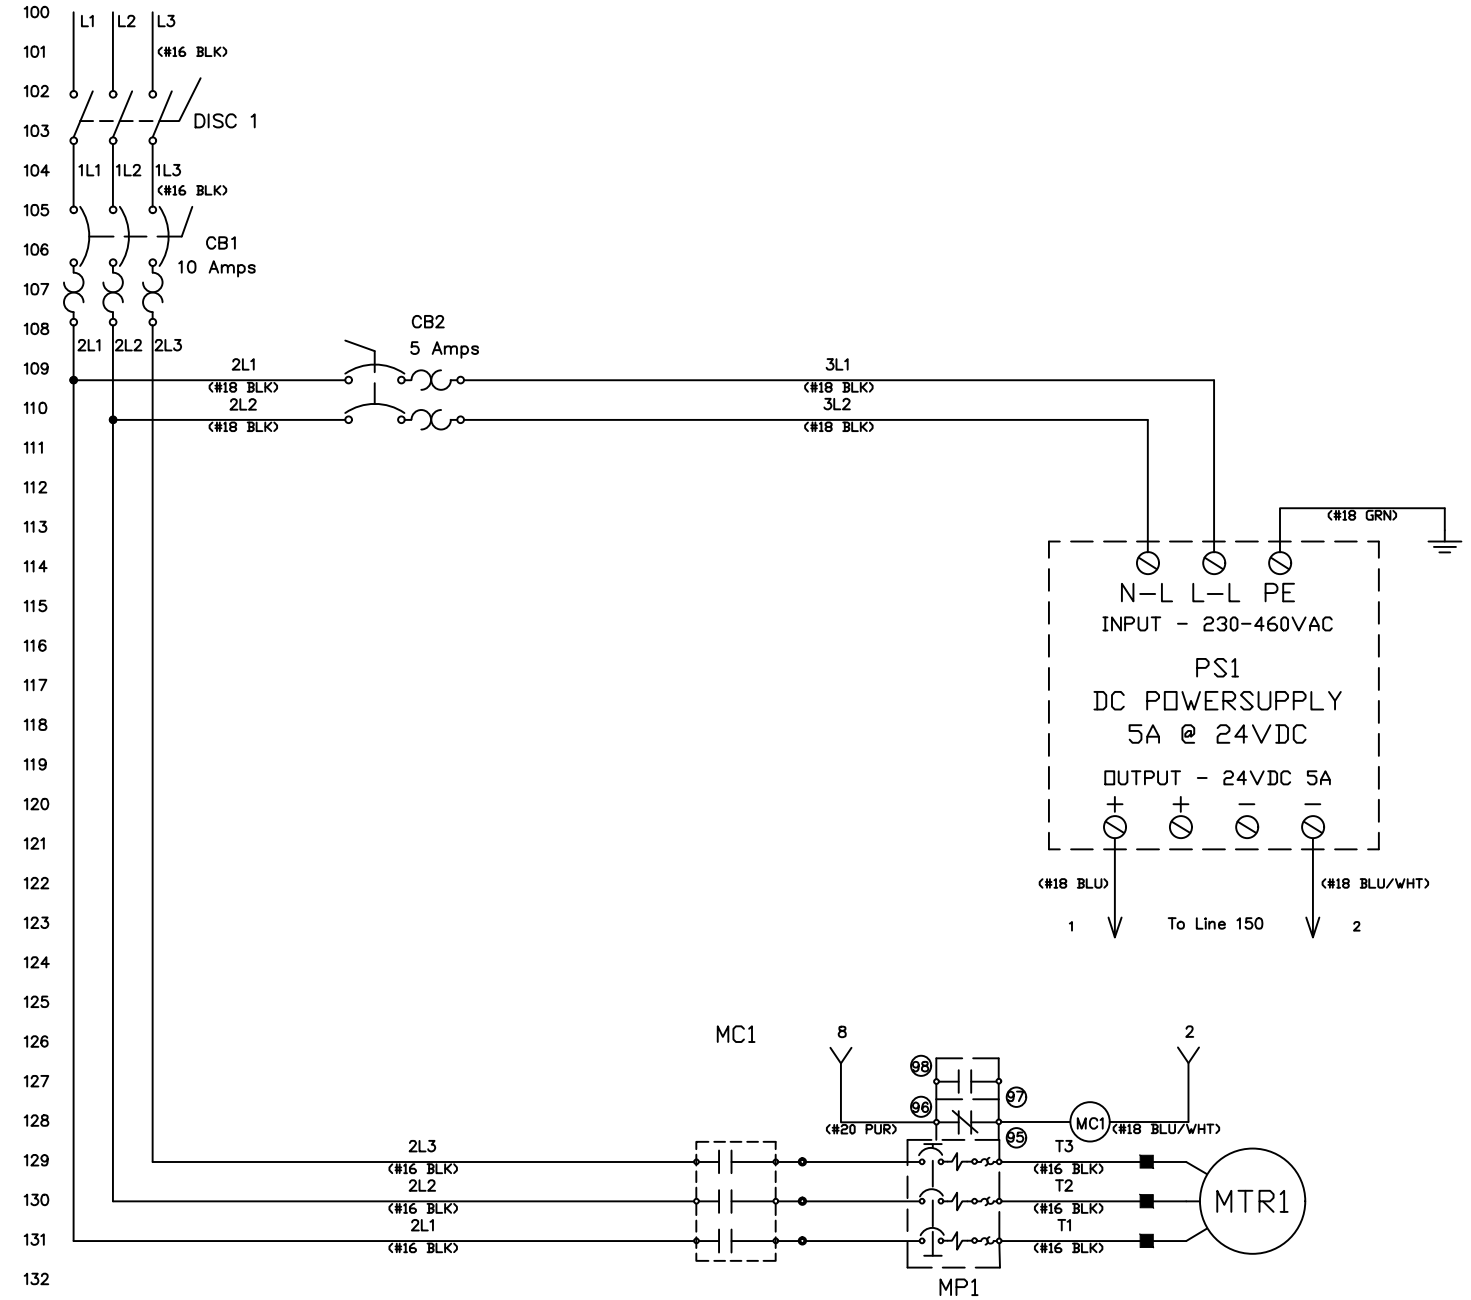 100
L1 L2 L3
101
(#16 BLK)
102
103
DISC 1
104
1L1 1L2 1L3
(#16 BLK)
105
106
CB1
10 Amps
107
108
CB2
2L1 2L2 2L3
5 Amps
109
2L1
3L1
(#18 BLK)
(#18 BLK)
110
2L2
3L2
(#18 BLK)
(#18 BLK)
111
112
113
(#18 GRN)
114
N-L L-L PE
115
INPUT - 230-460VAC
116
117
PS1
118
DC POWERSUPPLY
5A @ 24VDC
119
OUTPUT - 24VDC 5A
120
+ + - -
121
122
(#18 BLU)
(#18 BLU/WHT)
123
1
To Line 150
2
124
125
126
MC1
8
2
98
127
97
96
128
(#20 PUR)
MC1
(#18 BLU/WHT)
95
129
2L3
T3
(#16 BLK)
(#16 BLK)
2L2
T2
130
(#16 BLK)
(#16 BLK)
MTR1
2L1
T1
131
(#16 BLK)
(#16 BLK)
132
MP1